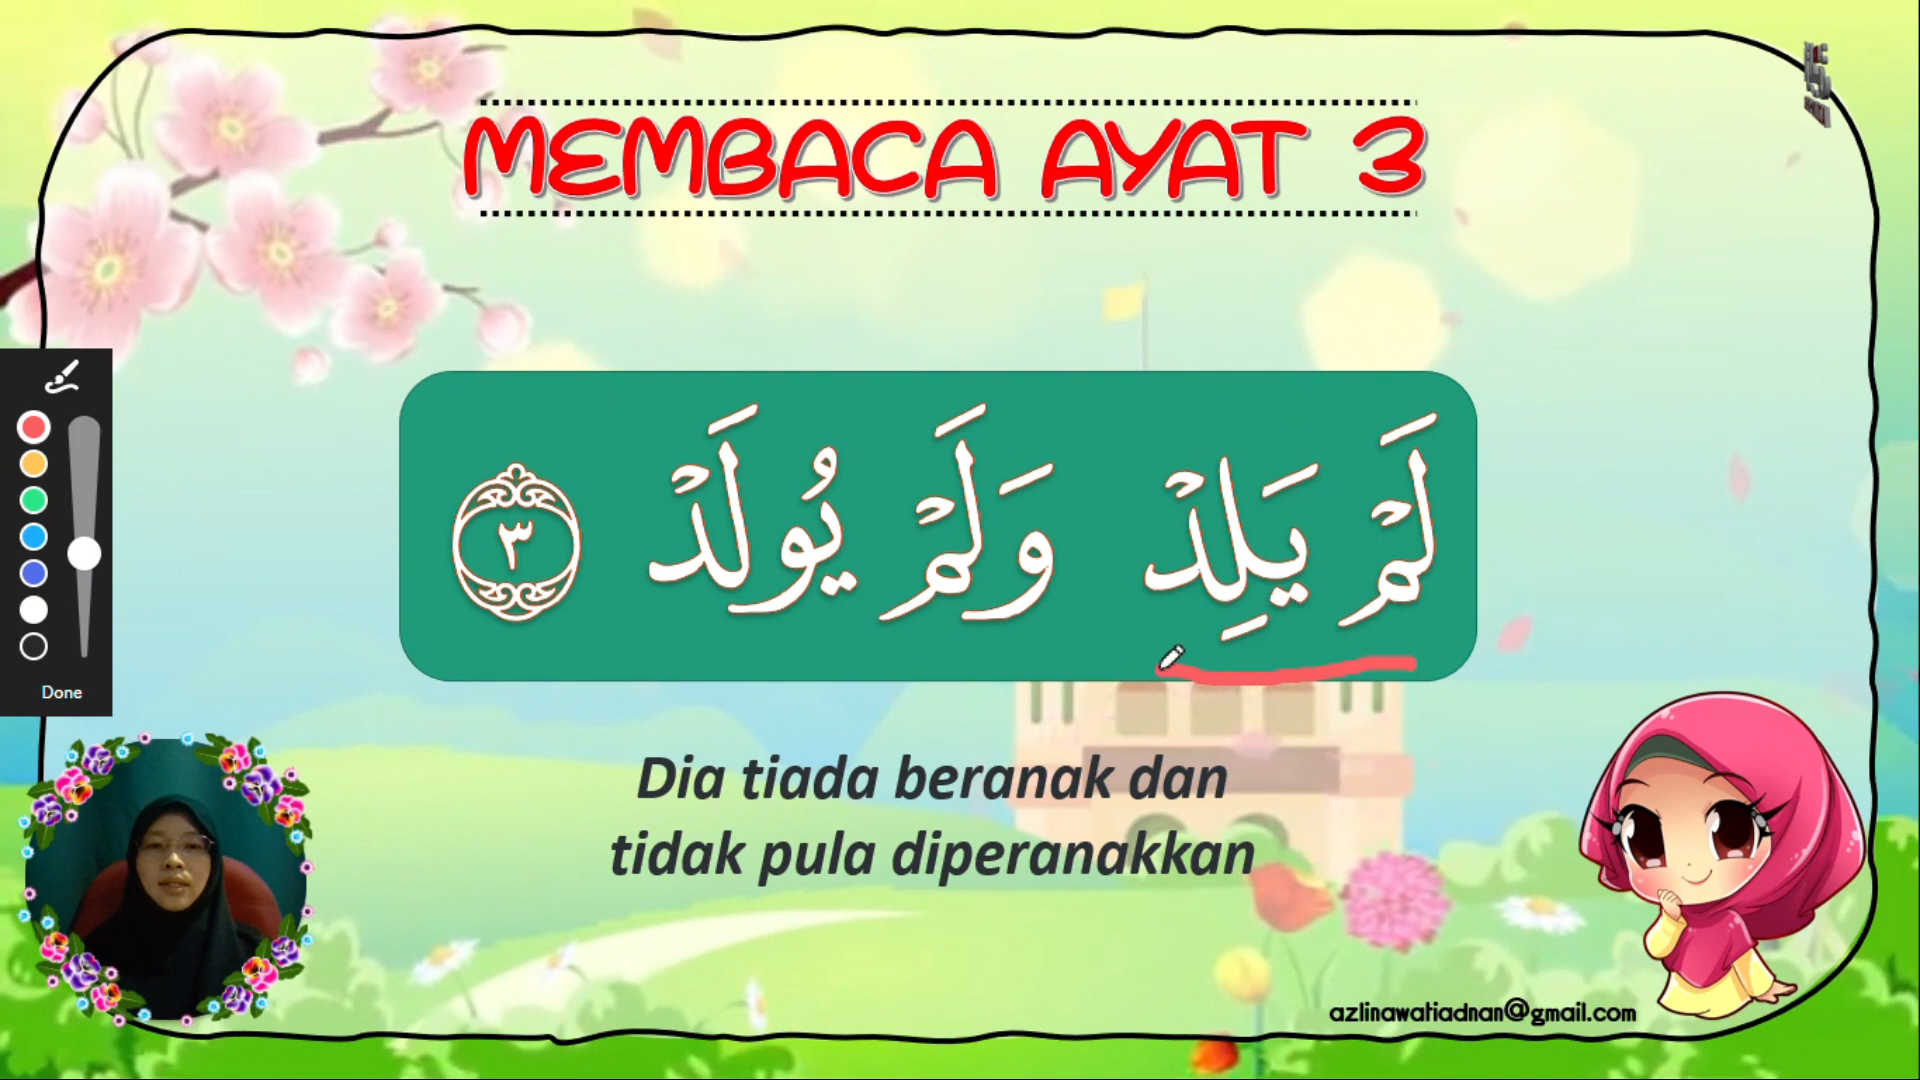 MEMBACA AYAT 3
لَمْ يَلِدْ وَلَمْ يُولَدْ ٣
Done
Dia tiada beranak dan
tidak pula diperanakkan
azlinawatiadnan@gmail.com